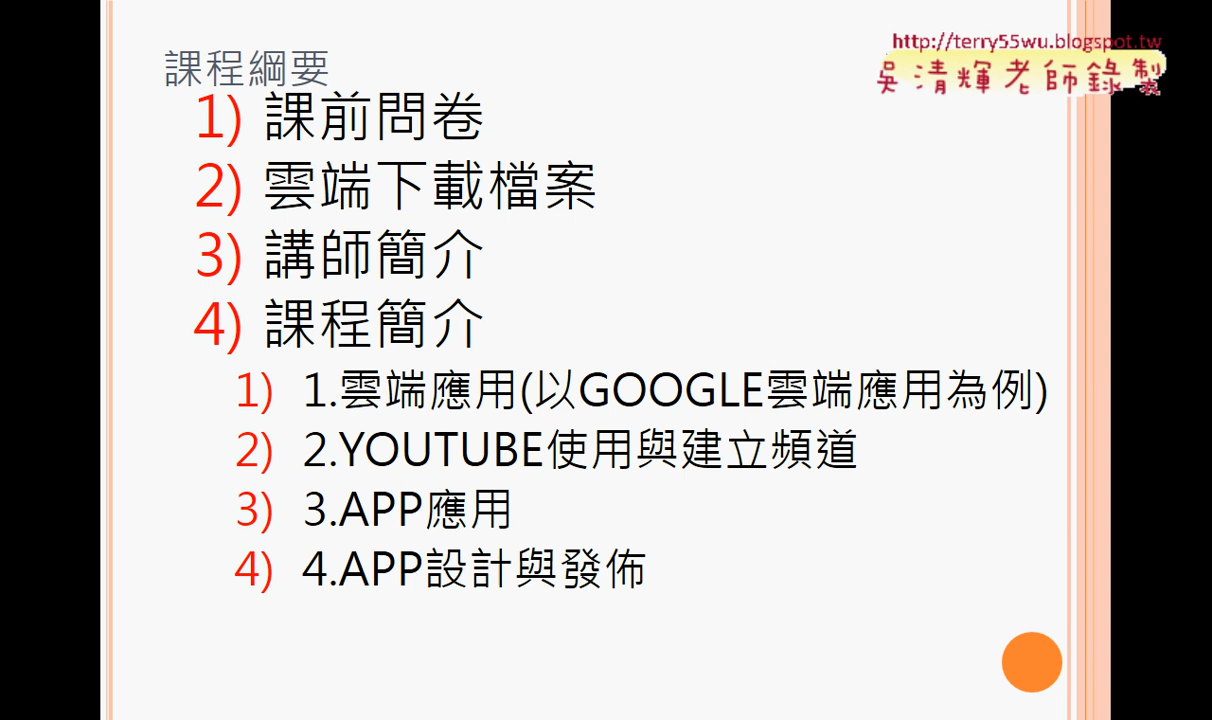 http://terry55wu.blogspot.tw
吳清輝老師錄製
課程綱要
1) 課前問卷
2) 雲端下載檔案
3) 講師簡介
4) 課程簡介
1) 1.雲端應用(以GOOGLE雲端應用為例)
2) 2.YOUTUBE使用與建立頻道
3) 3.APP應用
4) 4.APP設計與發佈